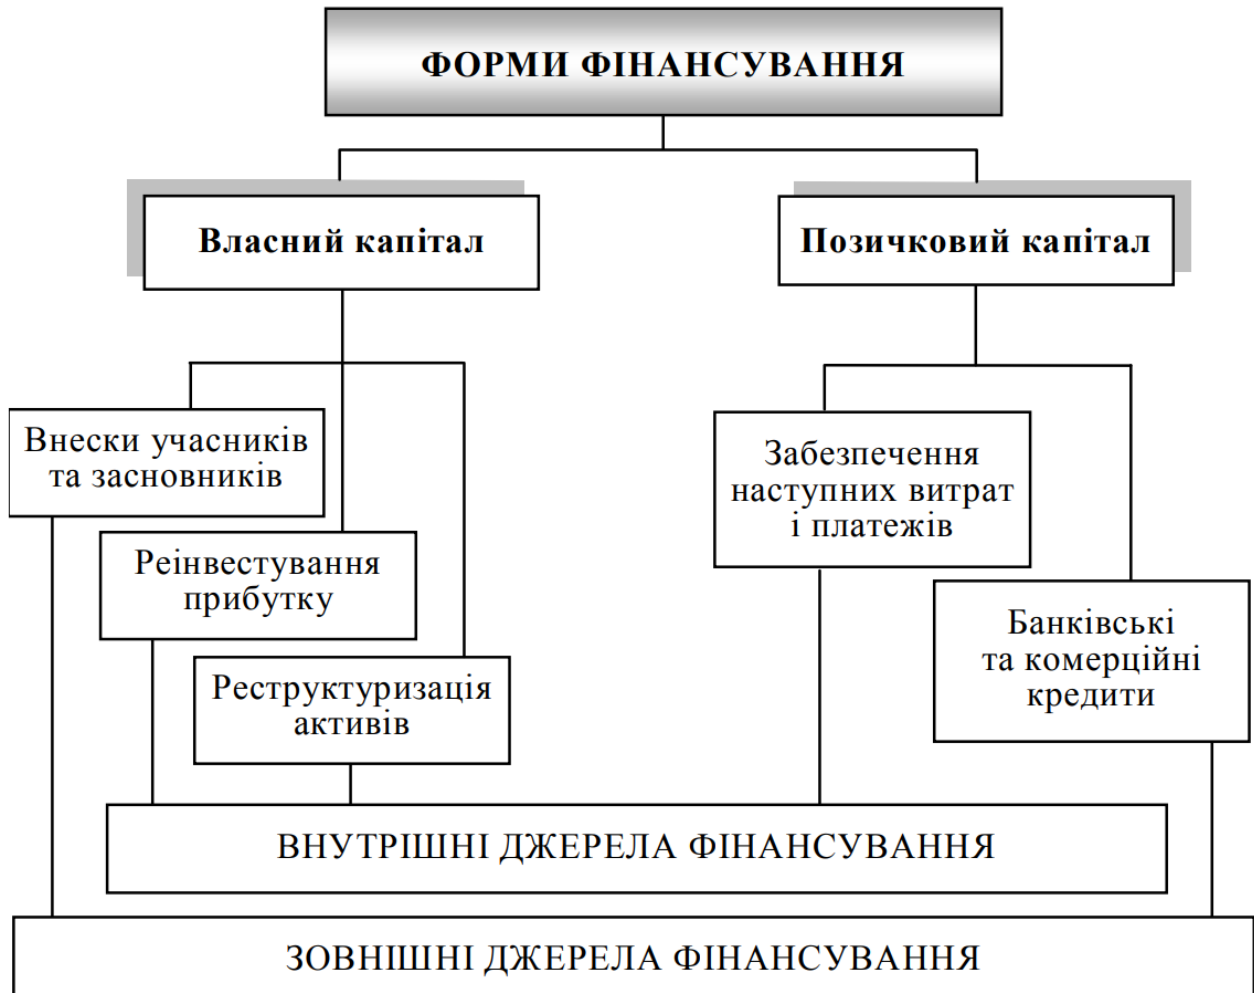 ФОРМИ ФІНАНСУВАННЯ
Власний капітал
Позичковий капітал
Внески учасників
та засновників
Реінвестування
прибутку
Реструктуризація
активів
Забезпечення
наступних витрат
і платежів
Банківські
та комерційні
кредити
ВНУТРІШНІ ДЖЕРЕЛА ФІНАНСУВАННЯ
ЗОВНІШНІ ДЖЕРЕЛА ФІНАНСУВАННЯ